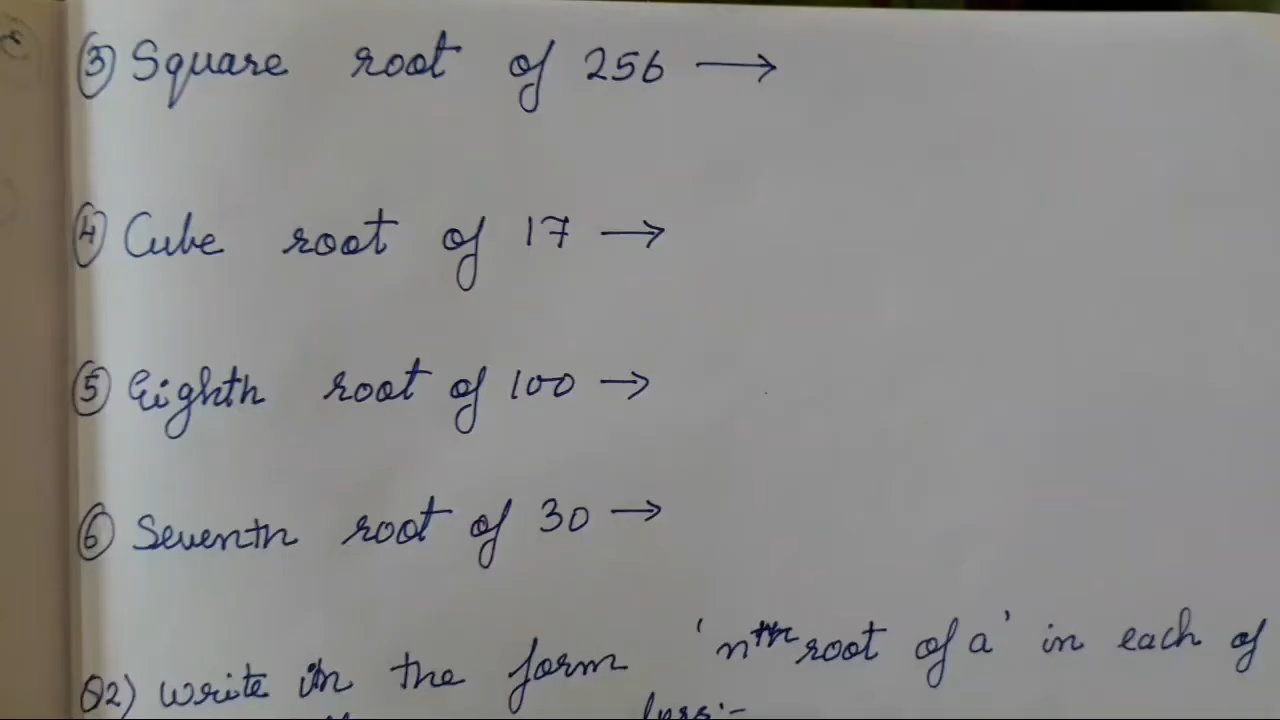 ③ Square root of 256 →
④ Cube root of 17 →
⑤ Eighth root of 100 →
⑥ Seventh root of 30 →
Q2) Write in the form 'nth root of a' in each of